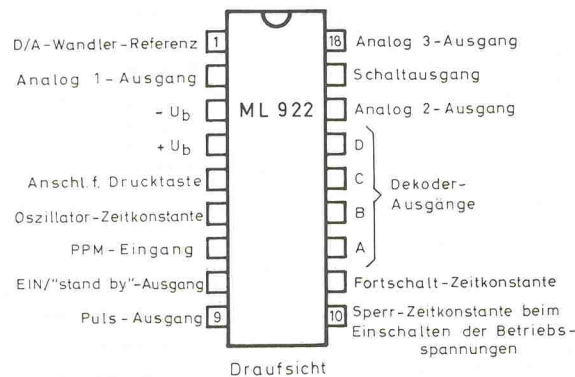 D/A-Wandler-Referenz 1
Analog 1-Ausgang
- Ub
+ Ub
Anschl.f. Drucktaste
Oszillator-Zeitkonstante
PPM-Eingang
EIN/"stand by"-Ausgang
Puls-Ausgang 9
ML 922
18 Analog 3-Ausgang
Schaltausgang
Analog 2-Ausgang
D
C
B
A
Dekoder-
Ausgänge
Fortschalt-Zeitkonstante
10 Sperr-Zeitkonstante beim
Einschalten der Betriebs-
spannungen
Draufsicht